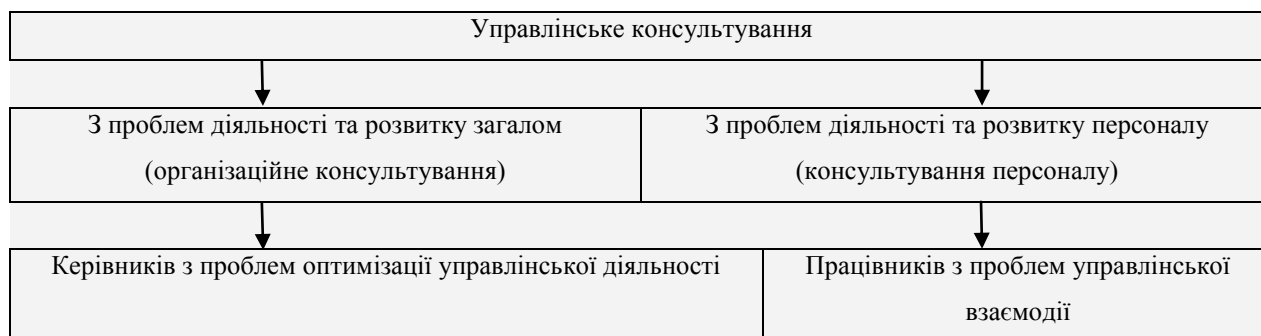 Управлінське консультування
З проблем діяльності та розвитку загалом
(організаційне консультування)
З проблем діяльності та розвитку персоналу
(консультування персоналу)
Керівників з проблем оптимізації управлінської діяльності
Працівників з проблем управлінської
взаємодії